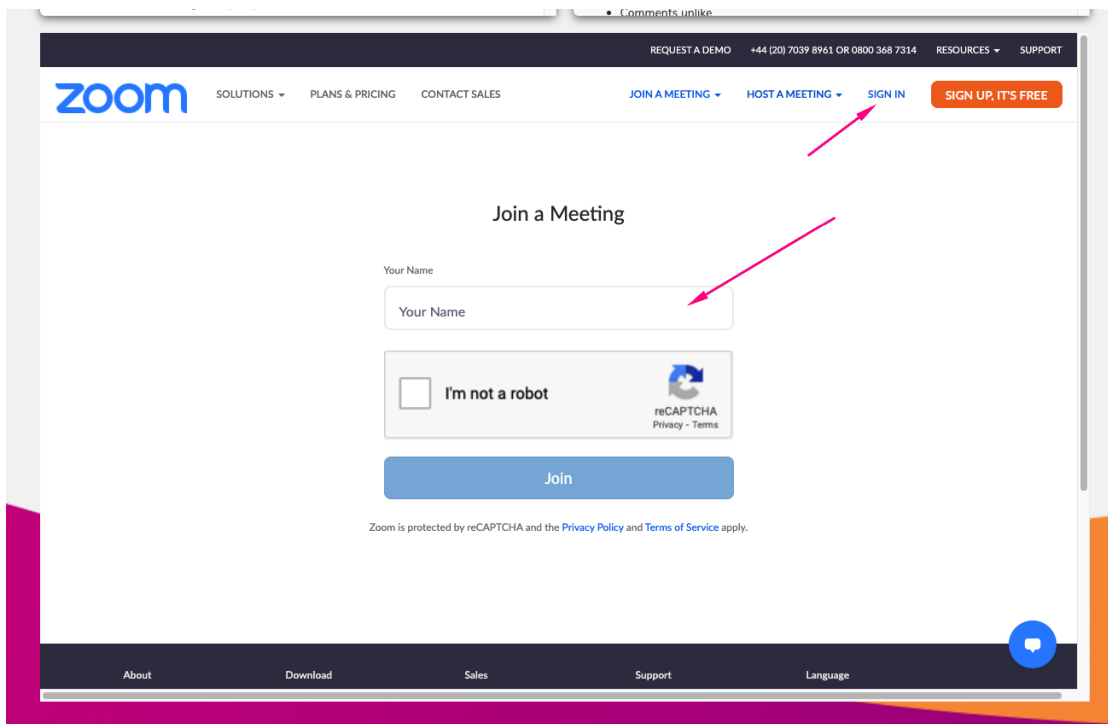 Comments unlike
REQUEST A DEMO +44 (20) 7039 8961 OR 0800 368 7314 RESOURCES SUPPORT
zoom SOLUTIONS PLANS & PRICING CONTACT SALES JOIN A MEETING HOST A MEETING SIGN IN SIGN UP, IT'S FREE
Join a Meeting
Your Name
Your Name
I'm not a robot
reCAPTCHA
Privacy - Terms
Join
Zoom is protected by reCAPTCHA and the Privacy Policy and Terms of Service apply.
About Download Sales Support Language